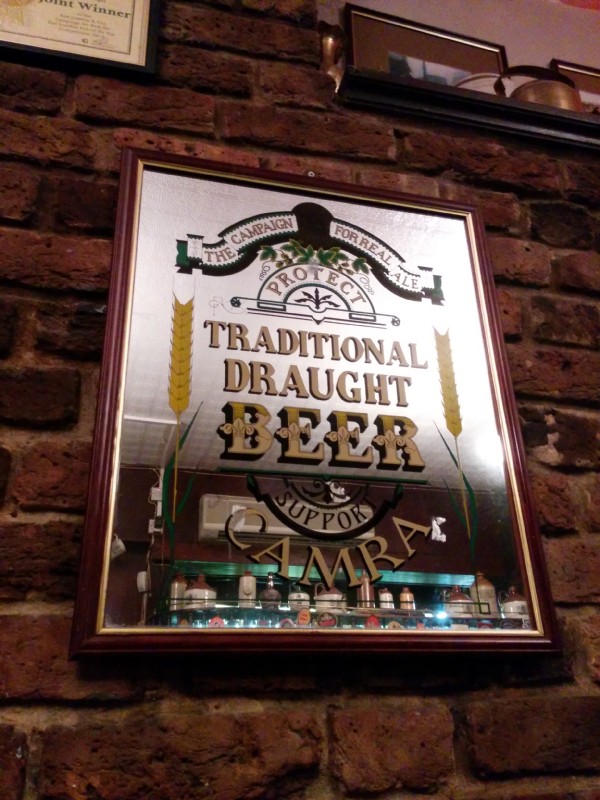 Joint Winner
THE CAMPAIGN FOR REAL ALE
PROTECT
TRADITIONAL
DRAUGHT
BEER
SUPPORT
CAMRA